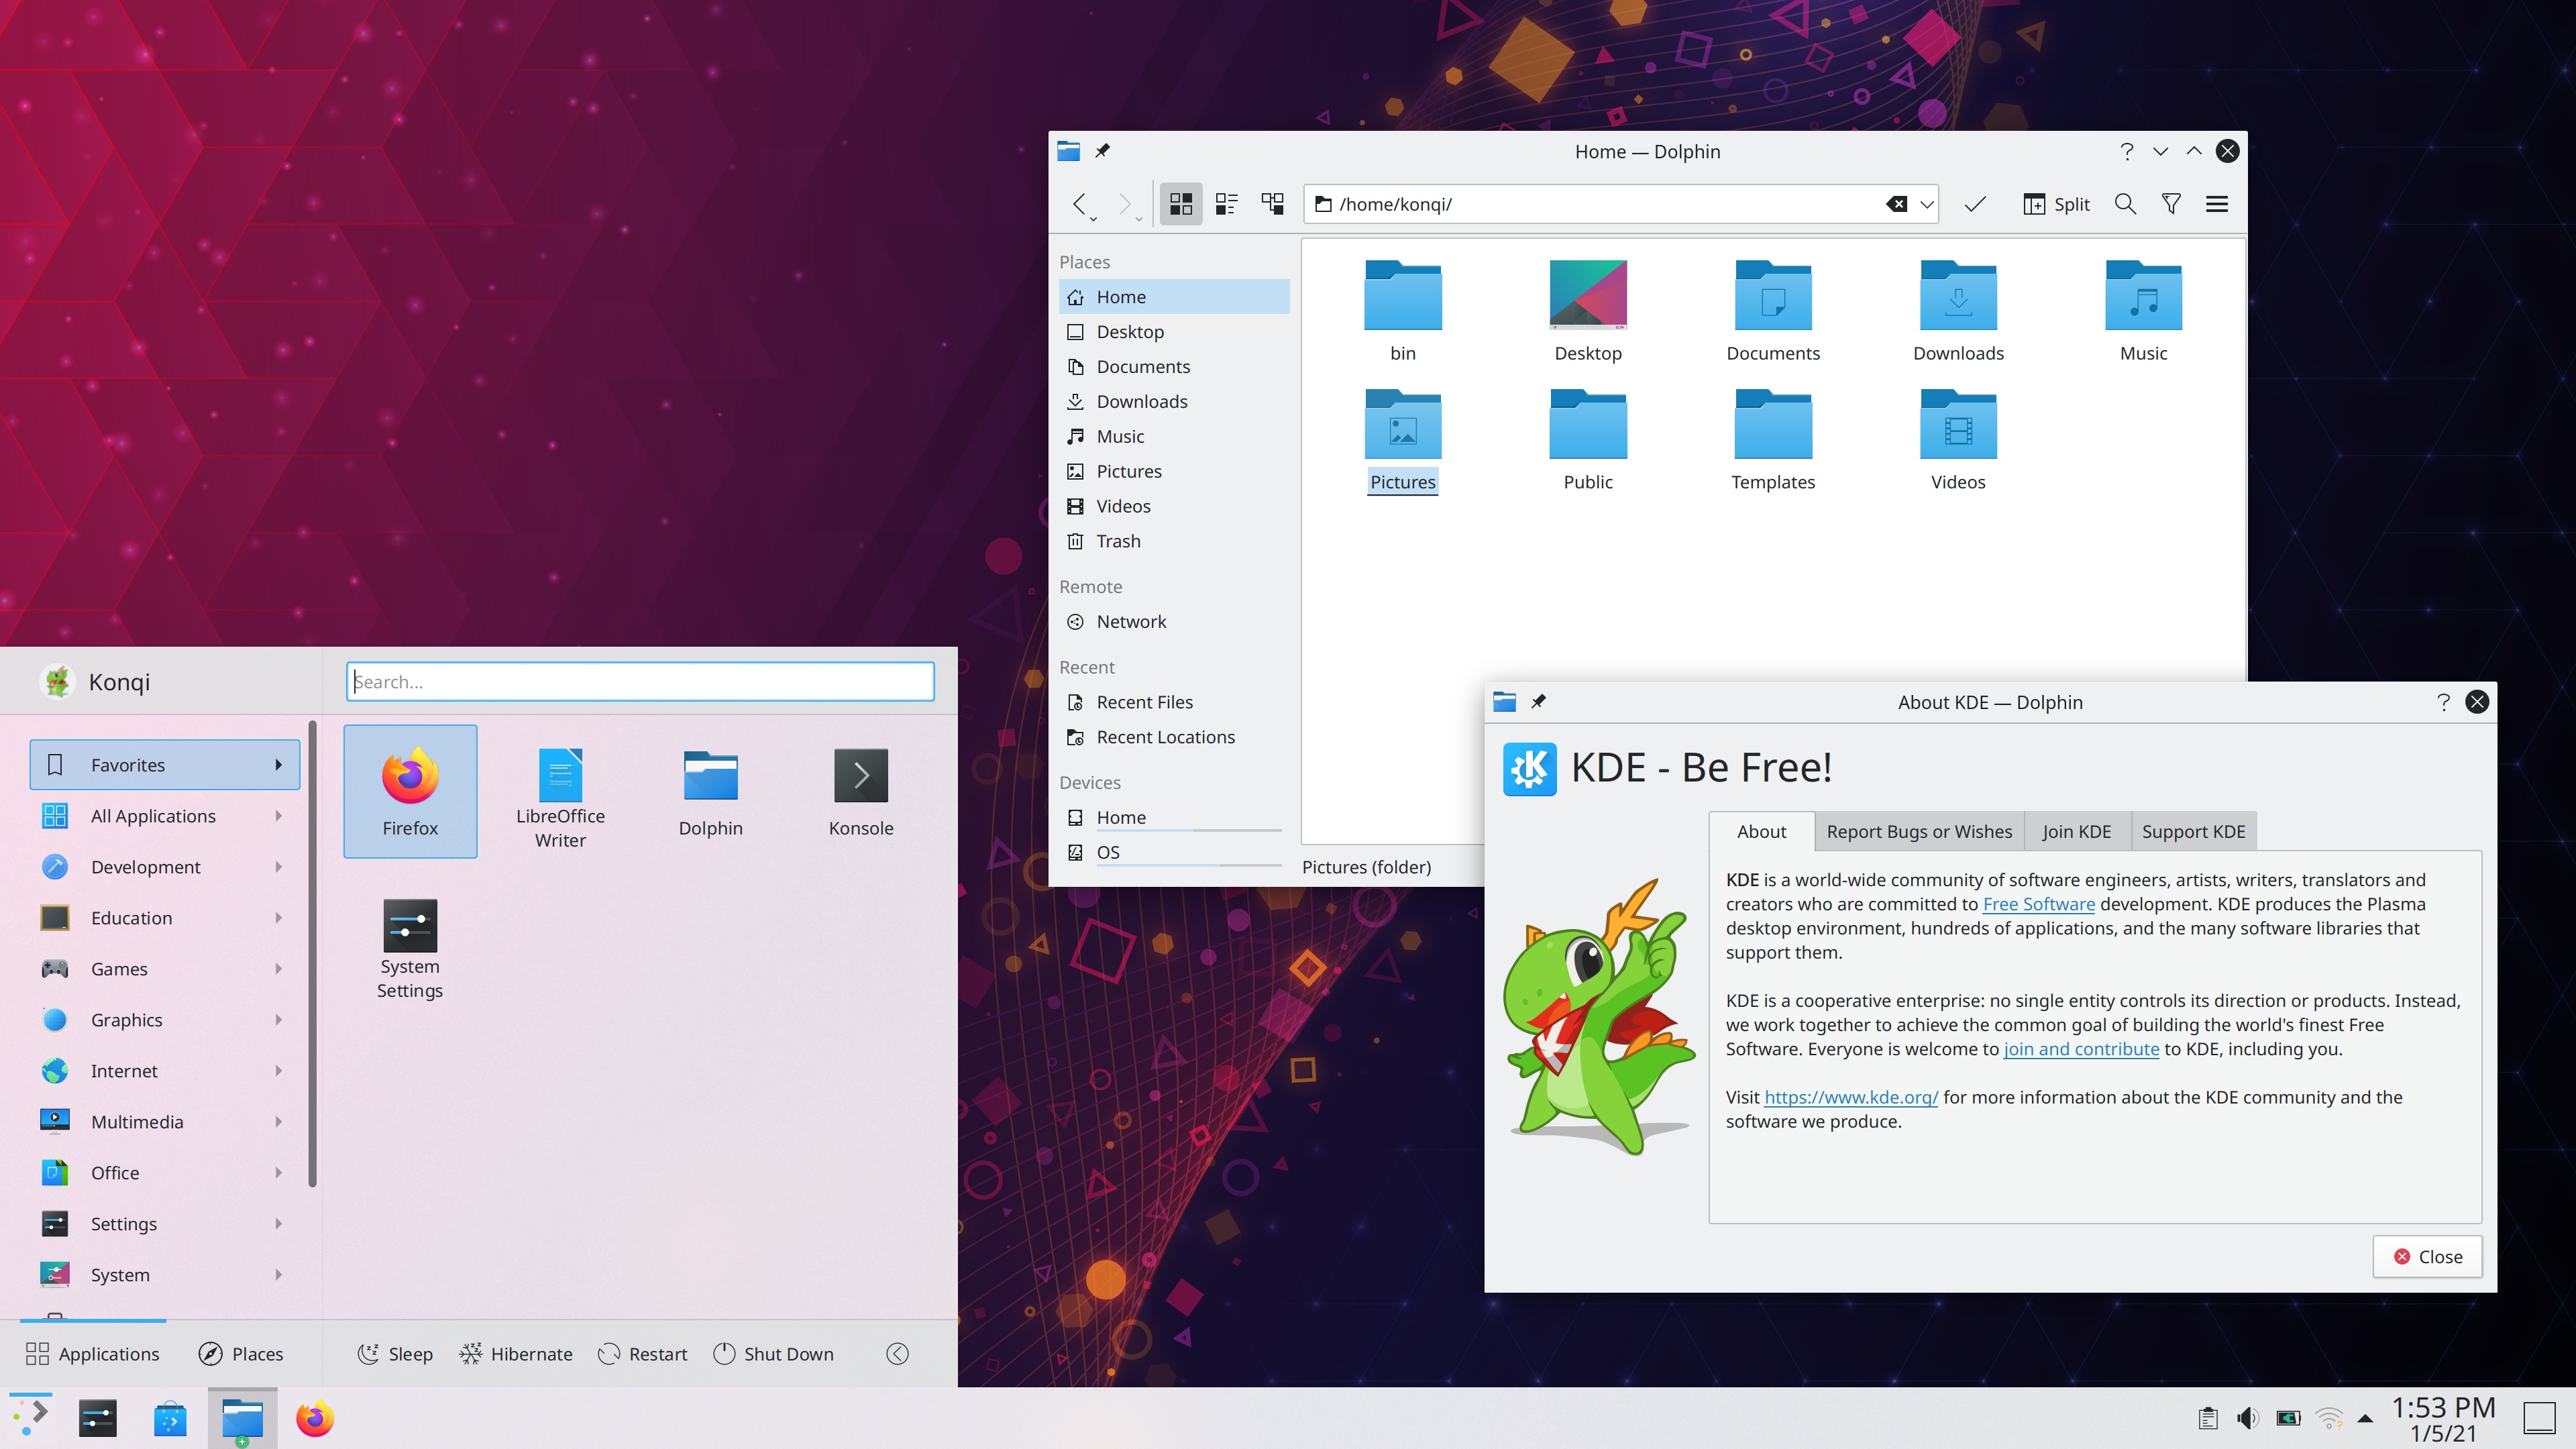 Home — Dolphin
/home/konqi/
Split
Places
Home
Desktop
Documents
Downloads
Music
Pictures
Videos
Trash
Remote
Network
Recent
Recent Files
Recent Locations
Devices
Home
OS
bin
Desktop
Documents
Downloads
Music
Pictures
Public
Templates
Videos
Pictures (folder)
Konqi
Search...
Favorites
All Applications
Development
Education
Games
Graphics
Internet
Multimedia
Office
Settings
System
Firefox
LibreOffice
Writer
Dolphin
Konsole
System
Settings
Applications
Places
Sleep
Hibernate
Restart
Shut Down
About KDE — Dolphin
KDE - Be Free!
About
Report Bugs or Wishes
Join KDE
Support KDE
KDE is a world-wide community of software engineers, artists, writers, translators and
creators who are committed to Free Software development. KDE produces the Plasma
desktop environment, hundreds of applications, and the many software libraries that
support them.
KDE is a cooperative enterprise: no single entity controls its direction or products. Instead,
we work together to achieve the common goal of building the world's finest Free
Software. Everyone is welcome to join and contribute to KDE, including you.
Visit https://www.kde.org/ for more information about the KDE community and the
software we produce.
Close
1:53 PM
1/5/21